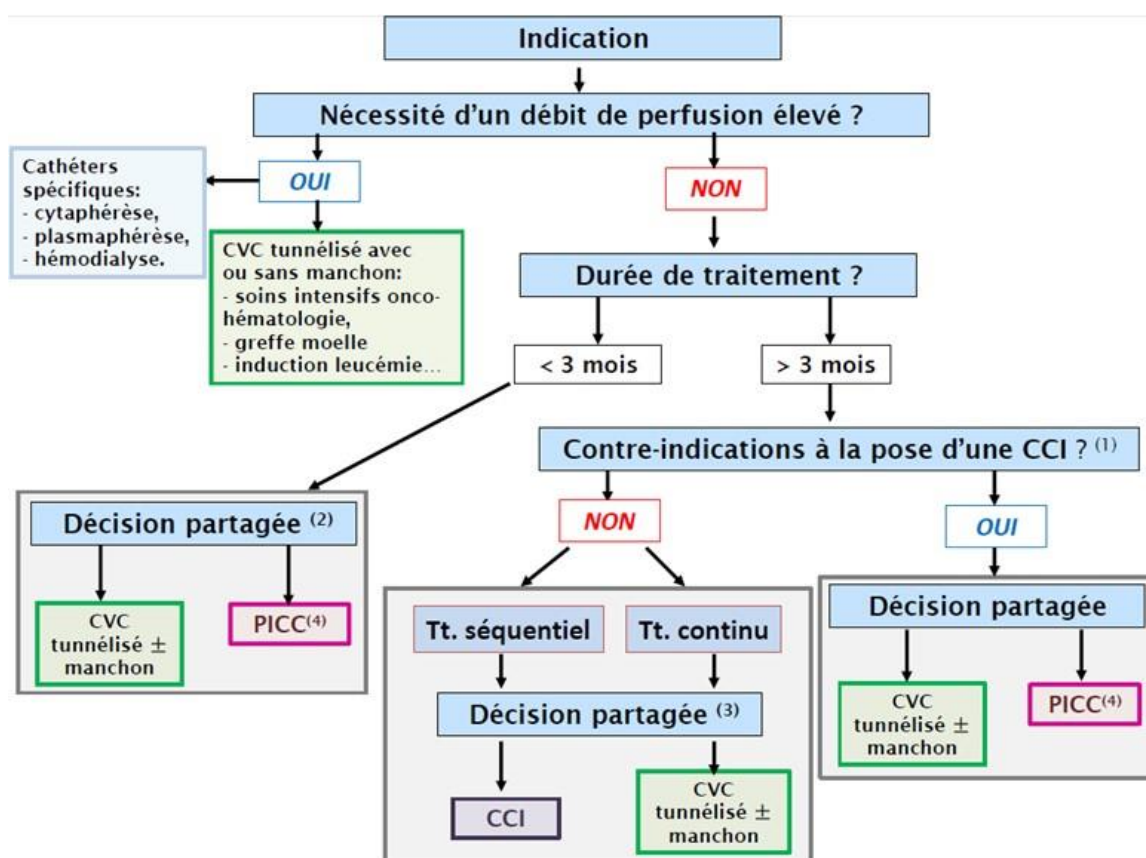 Indication
Nécessité d'un débit de perfusion élevé ?
Cathéters
spécifiques:
- cytaphérèse,
- plasmaphérèse,
- hémodialyse.
OUI
NON
CVC tunnélisé avec
ou sans manchon:
- soins intensifs onco-
hématologie,
- greffe moelle
- induction leucémie...
Durée de traitement ?
< 3 mois
> 3 mois
Contre-indications à la pose d'une CCI ? (1)
NON
OUI
Décision partagée (2)
CVC
tunnélisé ±
manchon
PICC(4)
Tt. séquentiel
Tt. continu
Décision partagée (3)
CCI
CVC
tunnélisé ±
manchon
Décision partagée
CVC
tunnélisé ±
manchon
PICC(4)